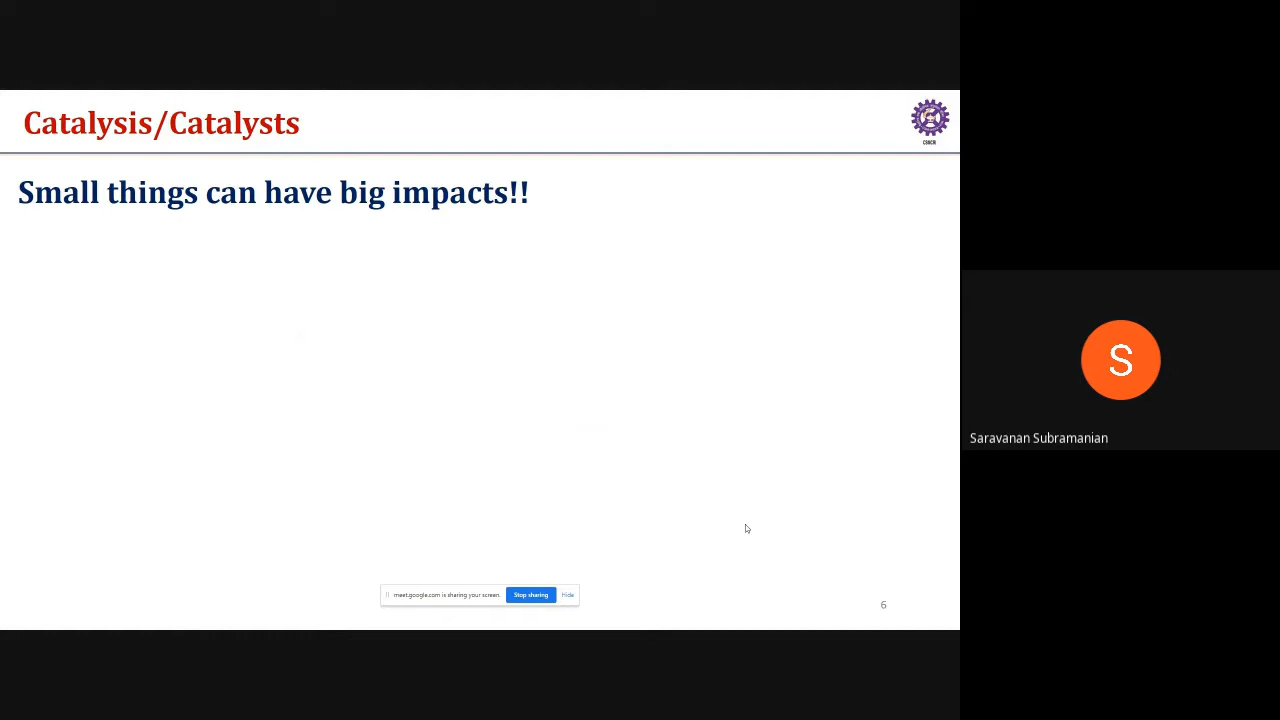 Catalysis/Catalysts
CSMCRI
Small things can have big impacts!!
S
Saravanan Subramanian
meet.google.com is sharing your screen.
Stop sharing
Hide
6